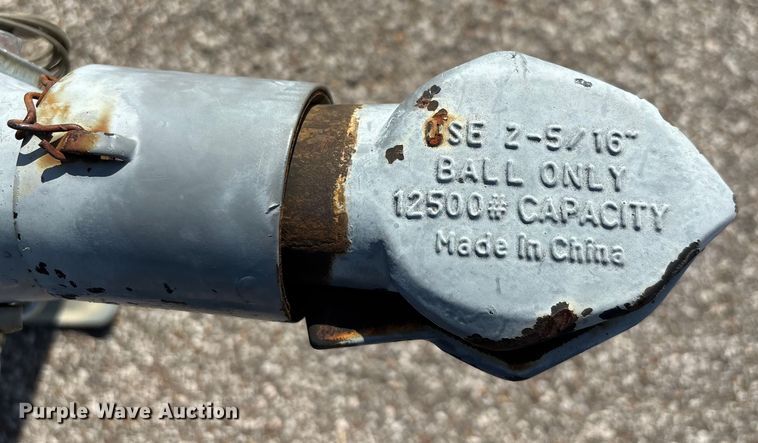 USE 2-5/16"
BALL ONLY
12500# CAPACITY
Made in China
Purple Wave Auction